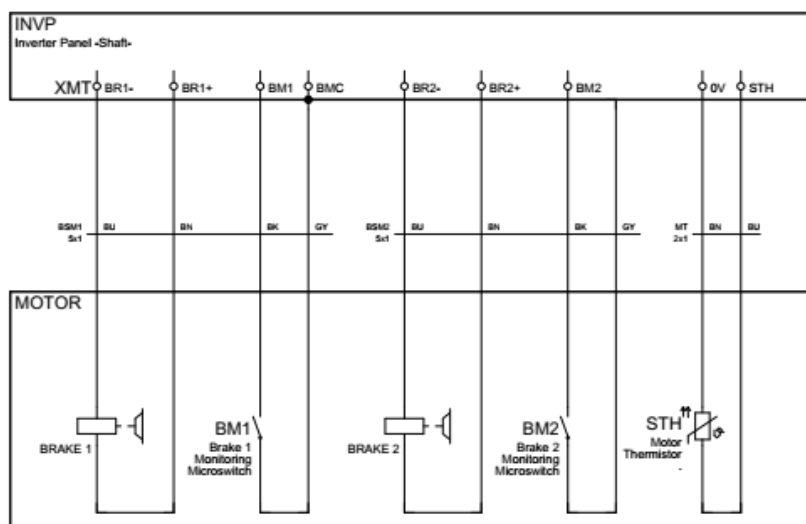 INVP
Inverter Panel -Shaft-
XMT BR1- BR1+ BM1 BMC BR2- BR2+ BM2 0V STH
BSM1 BU BN BK GY BSM2 BU BN BK GY MT BN BU
5x1 5x1 2x1
MOTOR
BRAKE 1
BM1
Brake 1
Monitoring
Microswitch
BRAKE 2
BM2
Brake 2
Monitoring
Microswitch
STH
Motor
Thermistor